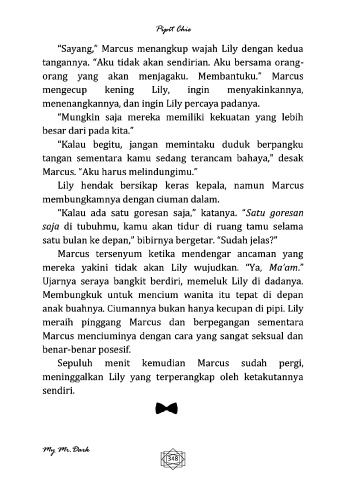 Pipit Chie
“Sayang,” Marcus menangkup wajah Lily dengan kedua
tangannya. “Aku tidak akan sendirian. Aku bersama orang-
orang yang akan menjagaku. Membantuku.” Marcus
mengecup kening Lily, ingin menyakinkannya,
menenangkannya, dan ingin Lily percaya padanya.
“Mungkin saja mereka memiliki kekuatan yang lebih
besar dari pada kita.”
“Kalau begitu, jangan memintaku duduk berpangku
tangan sementara kamu sedang terancam bahaya,” desak
Marcus. “Aku harus melindungimu.”
Lily hendak bersikap keras kepala, namun Marcus
membungkamnya dengan ciuman dalam.
“Kalau ada satu goresan saja,” katanya. “Satu goresan
saja di tubuhmu, kamu akan tidur di ruang tamu selama
satu bulan ke depan,” bibirnya bergetar. “Sudah jelas?”
Marcus tersenyum ketika mendengar ancaman yang
mereka yakini tidak akan Lily wujudkan. “Ya, Ma’am.”
Ujarnya seraya bangkit berdiri, memeluk Lily di dadanya.
Membungkuk untuk mencium wanita itu tepat di depan
anak buahnya. Ciumannya bukan hanya kecupan di pipi. Lily
meraih pinggang Marcus dan berpegangan sementara
Marcus menciuminya dengan cara yang sangat seksual dan
benar-benar posesif.
Sepuluh menit kemudian Marcus sudah pergi,
meninggalkan Lily yang terperangkap oleh ketakutannya
sendiri.
My Mr. Dark
348